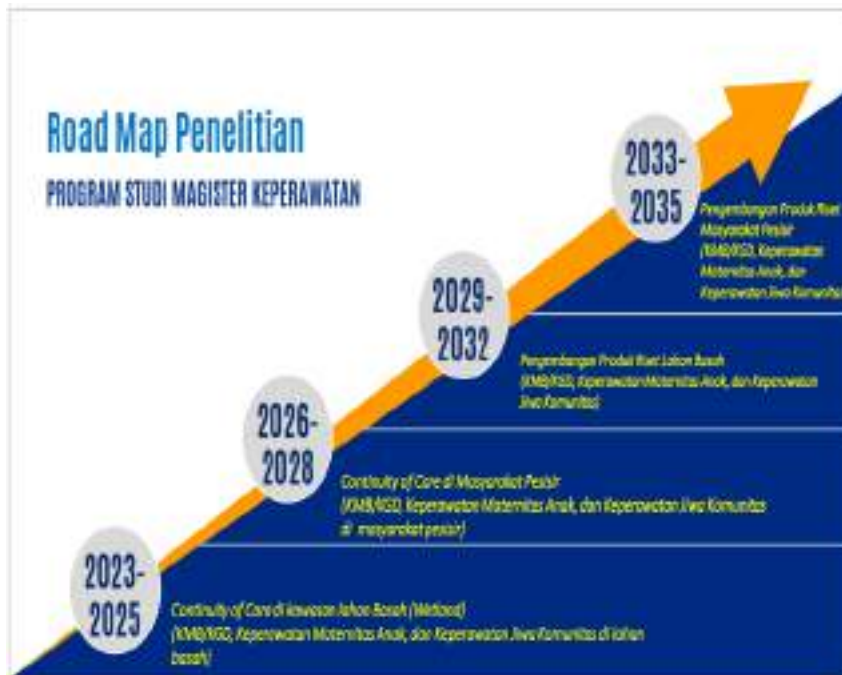 Road Map Penelitian
PROGRAM STUDI MAGISTER KEPERAWATAN
2033-
2035
Pengembangan Produk Riset
Masyarakat Pesisir
(KMB/KGD, Keperawatan
Maternitas Anak, dan
Keperawatan Jiwa Komunitas
2029-
2032
Pengembangan Produk Riset Lahan Basah
(KMB/KGD, Keperawatan Maternitas Anak, dan Keperawatan
Jiwa Komunitas)
2026-
2028
Continuity of Care di Masyarakat Pesisir
(KMB/KGD, Keperawatan Maternitas Anak, dan Keperawatan Jiwa Komunitas
di masyarakat pesisir)
2023-
2025
Continuity of Care di kawasan lahan Basah (Wetland)
(KMB/KGD, Keperawatan Maternitas Anak, dan Keperawatan Jiwa Komunitas di lahan
basah)